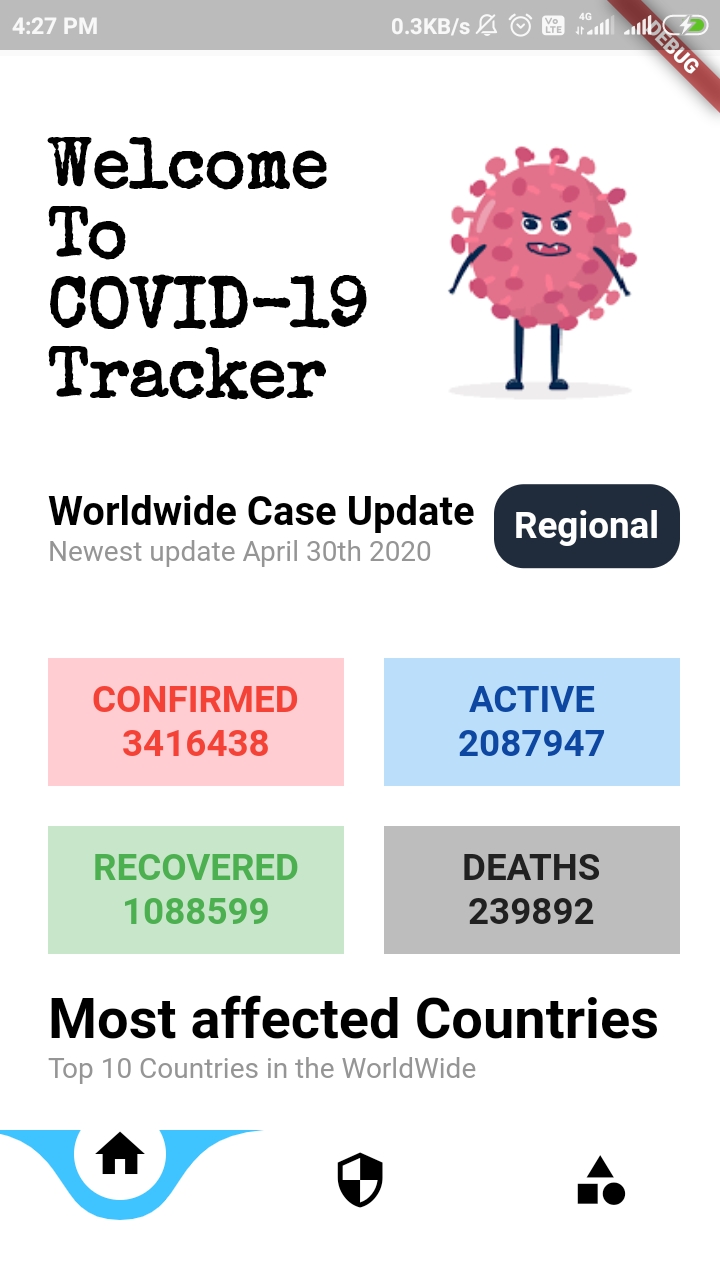 4:27 PM
0.3KB/s
Vo
LTE
4G
DEBUG
Welcome
To
COVID-19
Tracker
Worldwide Case Update
Newest update April 30th 2020
Regional
CONFIRMED
3416438
ACTIVE
2087947
RECOVERED
1088599
DEATHS
239892
Most affected Countries
Top 10 Countries in the WorldWide